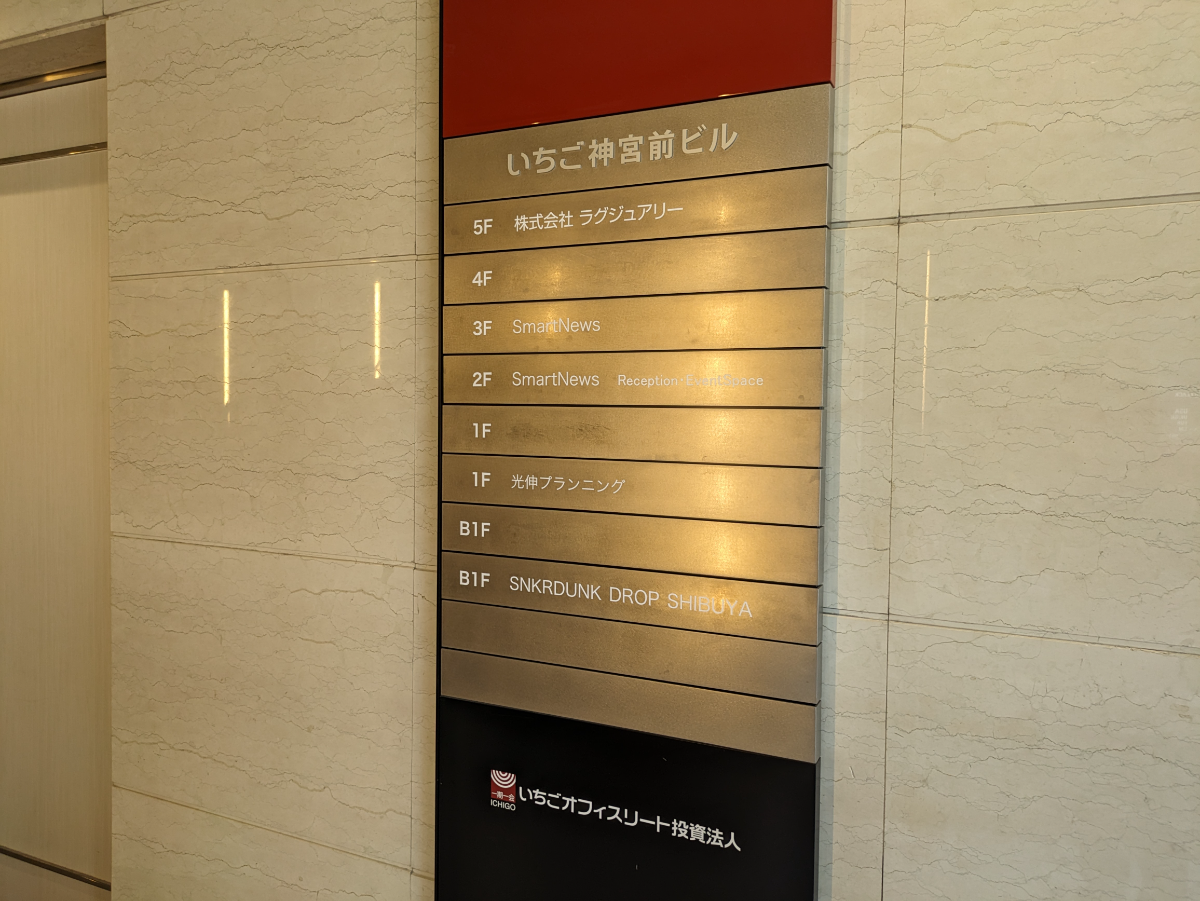 いちご神宮前ビル
5F 株式会社 ラグジュアリー
4F
3F SmartNews
2F SmartNews Reception・EventSpace
1F
1F 光伸プランニング
B1F
B1F SNKRDUNK DROP SHIBUYA
一期一会
ICHIGO
いちごオフィスリート投資法人